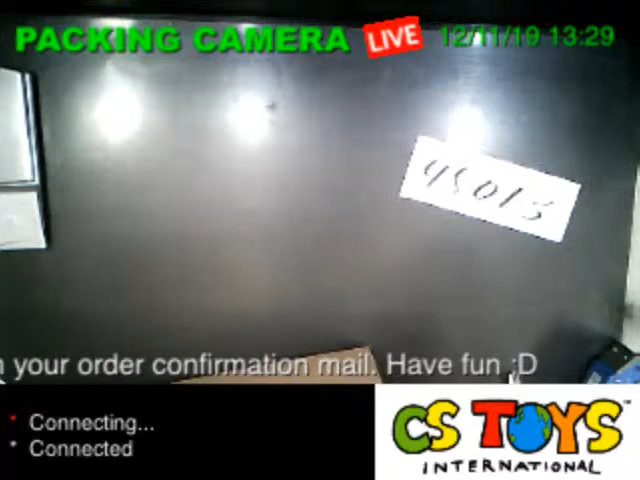 PACKING CAMERA LIVE 12/11/19 13:29
45013
your order confirmation mail. Have fun :D
* Connecting...
* Connected
CS TOYS™
INTERNATIONAL